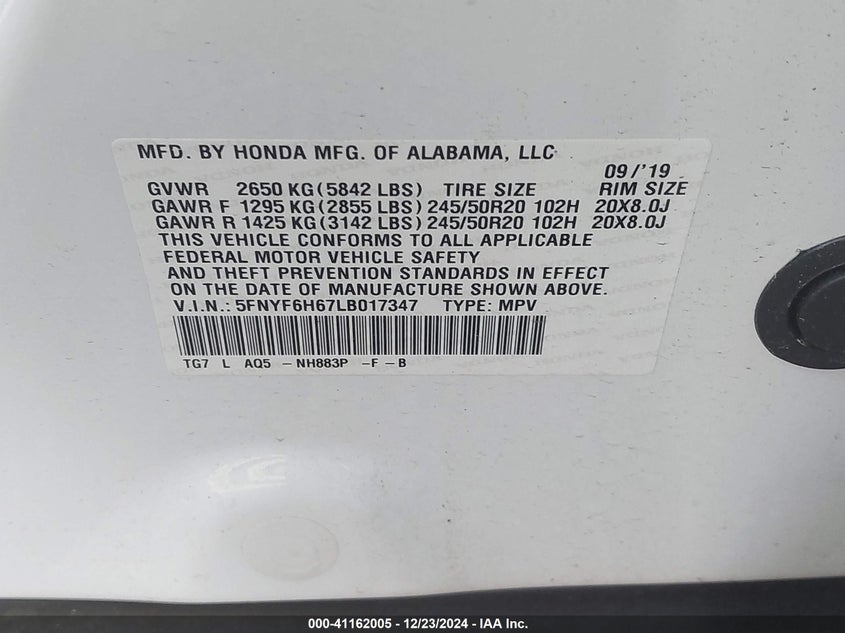 MFD. BY HONDA MFG. OF ALABAMA, LLC
09/'19
GVWR 2650 KG (5842 LBS) TIRE SIZE RIM SIZE
GAWR F 1295 KG (2855 LBS) 245/50R20 102H 20X8.0J
GAWR R 1425 KG (3142 LBS) 245/50R20 102H 20X8.0J
THIS VEHICLE CONFORMS TO ALL APPLICABLE
FEDERAL MOTOR VEHICLE SAFETY
AND THEFT PREVENTION STANDARDS IN EFFECT
ON THE DATE OF MANUFACTURE SHOWN ABOVE.
V.I.N.: 5FNYF6H67LB017347 TYPE: MPV
TG7 L AQ5 -NH883P -F-B
000-41162005 - 12/23/2024 - IAA Inc.